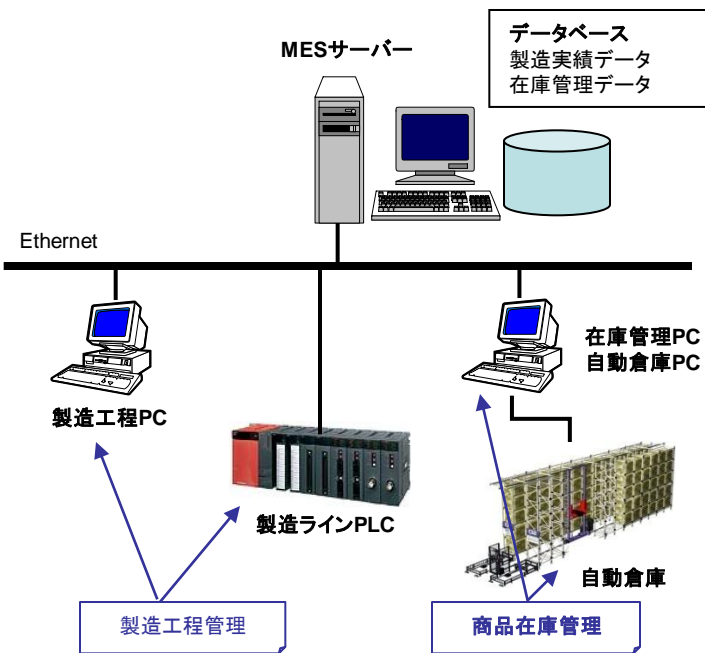 MESサーバー
データベース
製造実績データ
在庫管理データ
Ethernet
製造工程PC
在庫管理PC
自動倉庫PC
製造ラインPLC
自動倉庫
製造工程管理
商品在庫管理